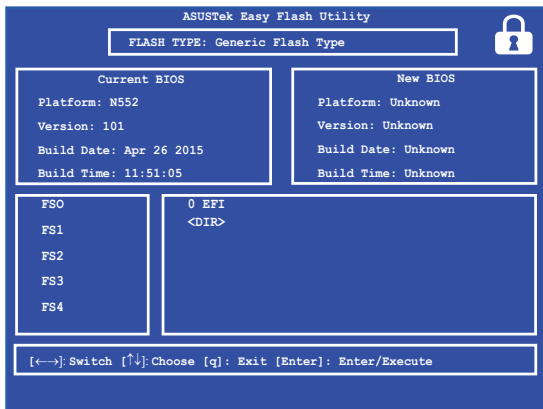 ASUSTek Easy Flash Utility
FLASH TYPE: Generic Flash Type
Current BIOS
Platform: N552
Version: 101
Build Date: Apr 26 2015
Build Time: 11:51:05
New BIOS
Platform: Unknown
Version: Unknown
Build Date: Unknown
Build Time: Unknown
FSO
FS1
FS2
FS3
FS4
0 EFI
<DIR>
[←→]: Switch [↑↓]: Choose [q]: Exit [Enter]: Enter/Execute